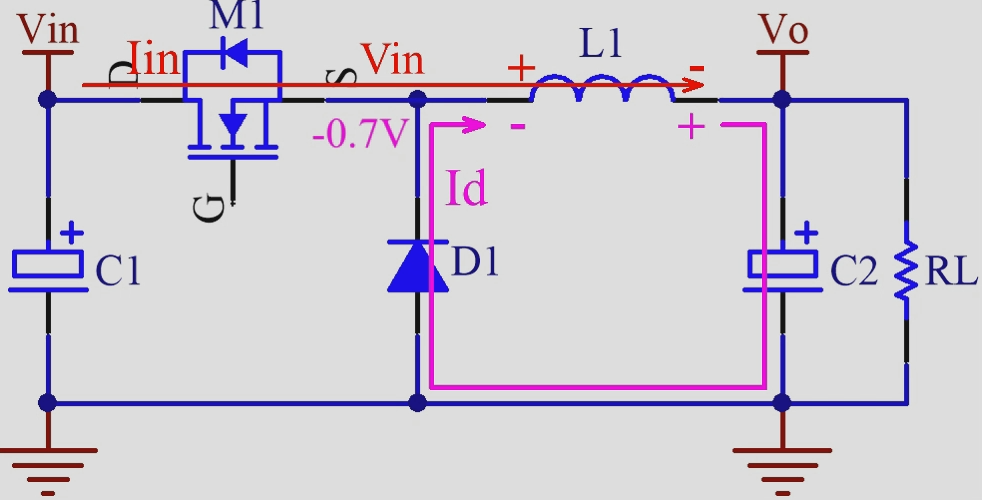 Vin
M1
Vo
D
Iin
S
Vin
+
L1
-
-0.7V
-
+
Id
G
+
C1
D1
+
C2
RL